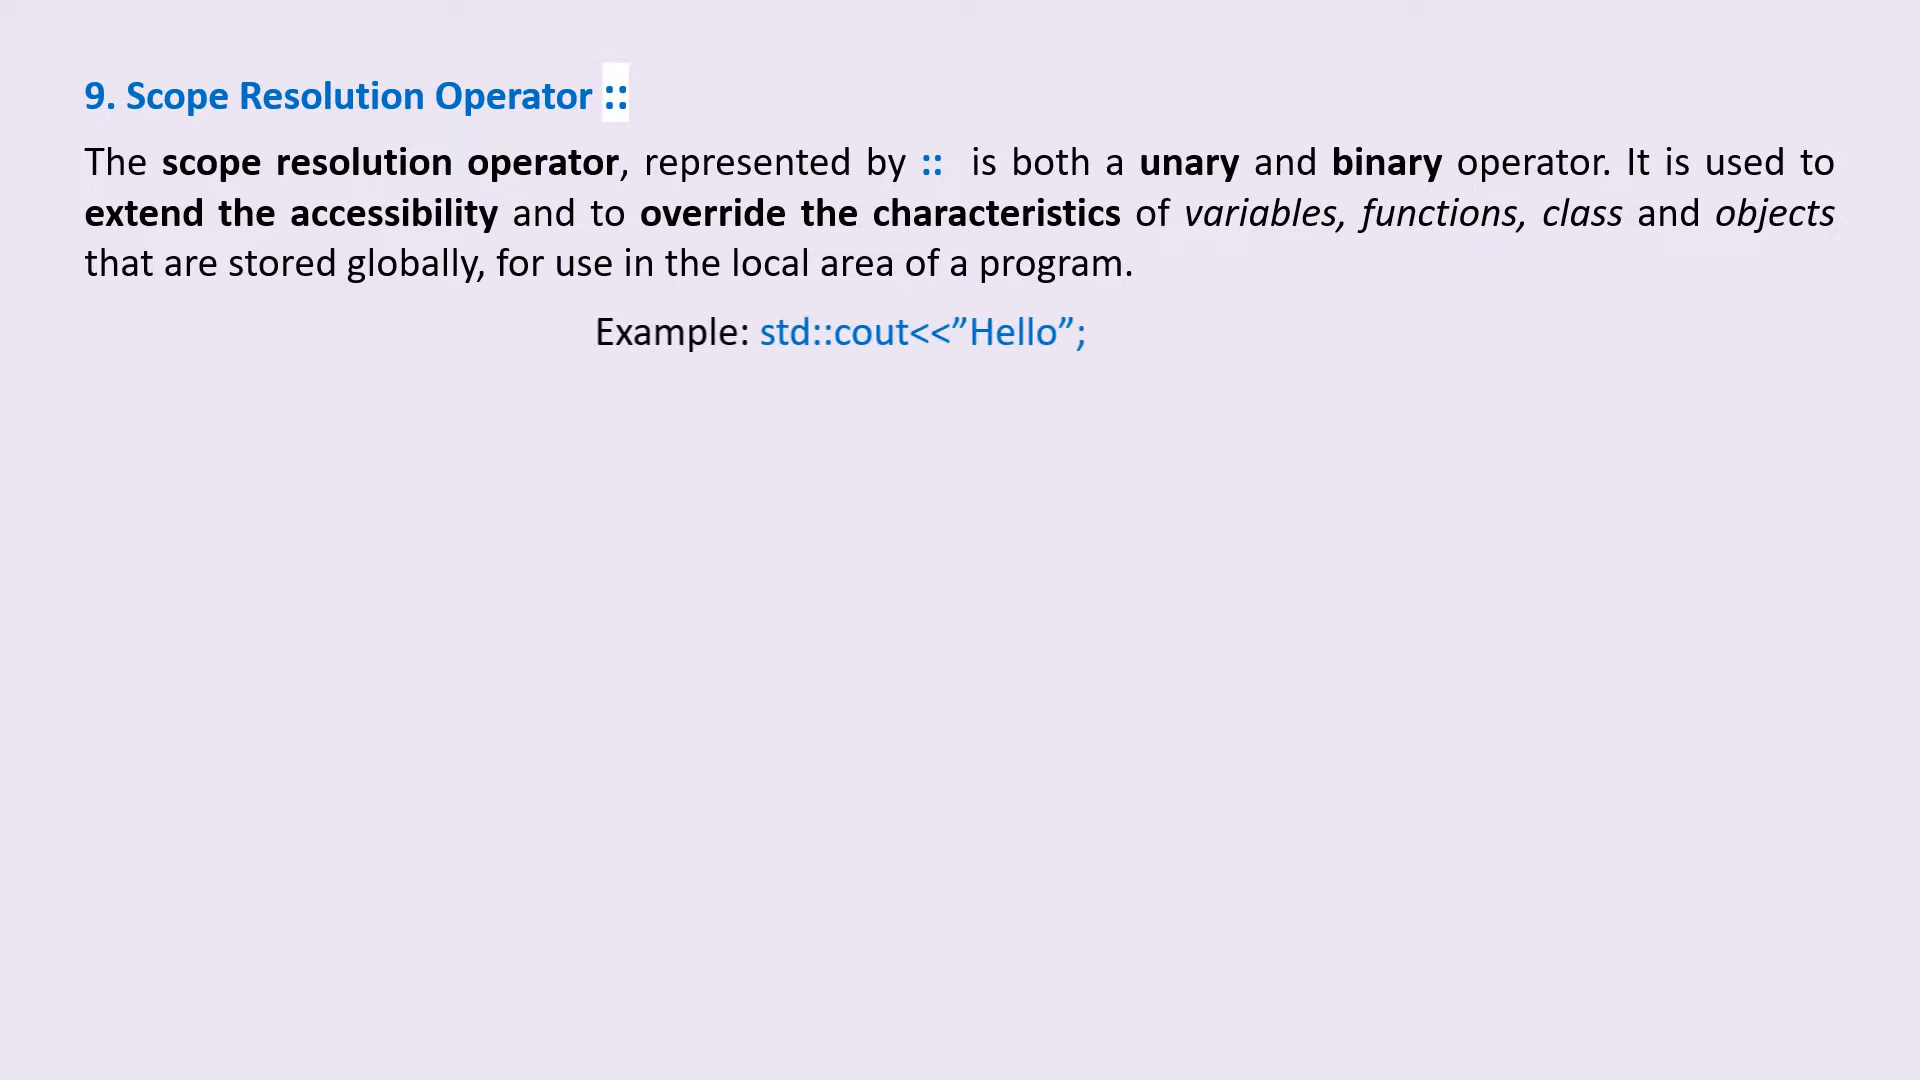 9. Scope Resolution Operator ::
The scope resolution operator, represented by :: is both a unary and binary operator. It is used to
extend the accessibility and to override the characteristics of variables, functions, class and objects
that are stored globally, for use in the local area of a program.
Example: std::cout<<”Hello”;